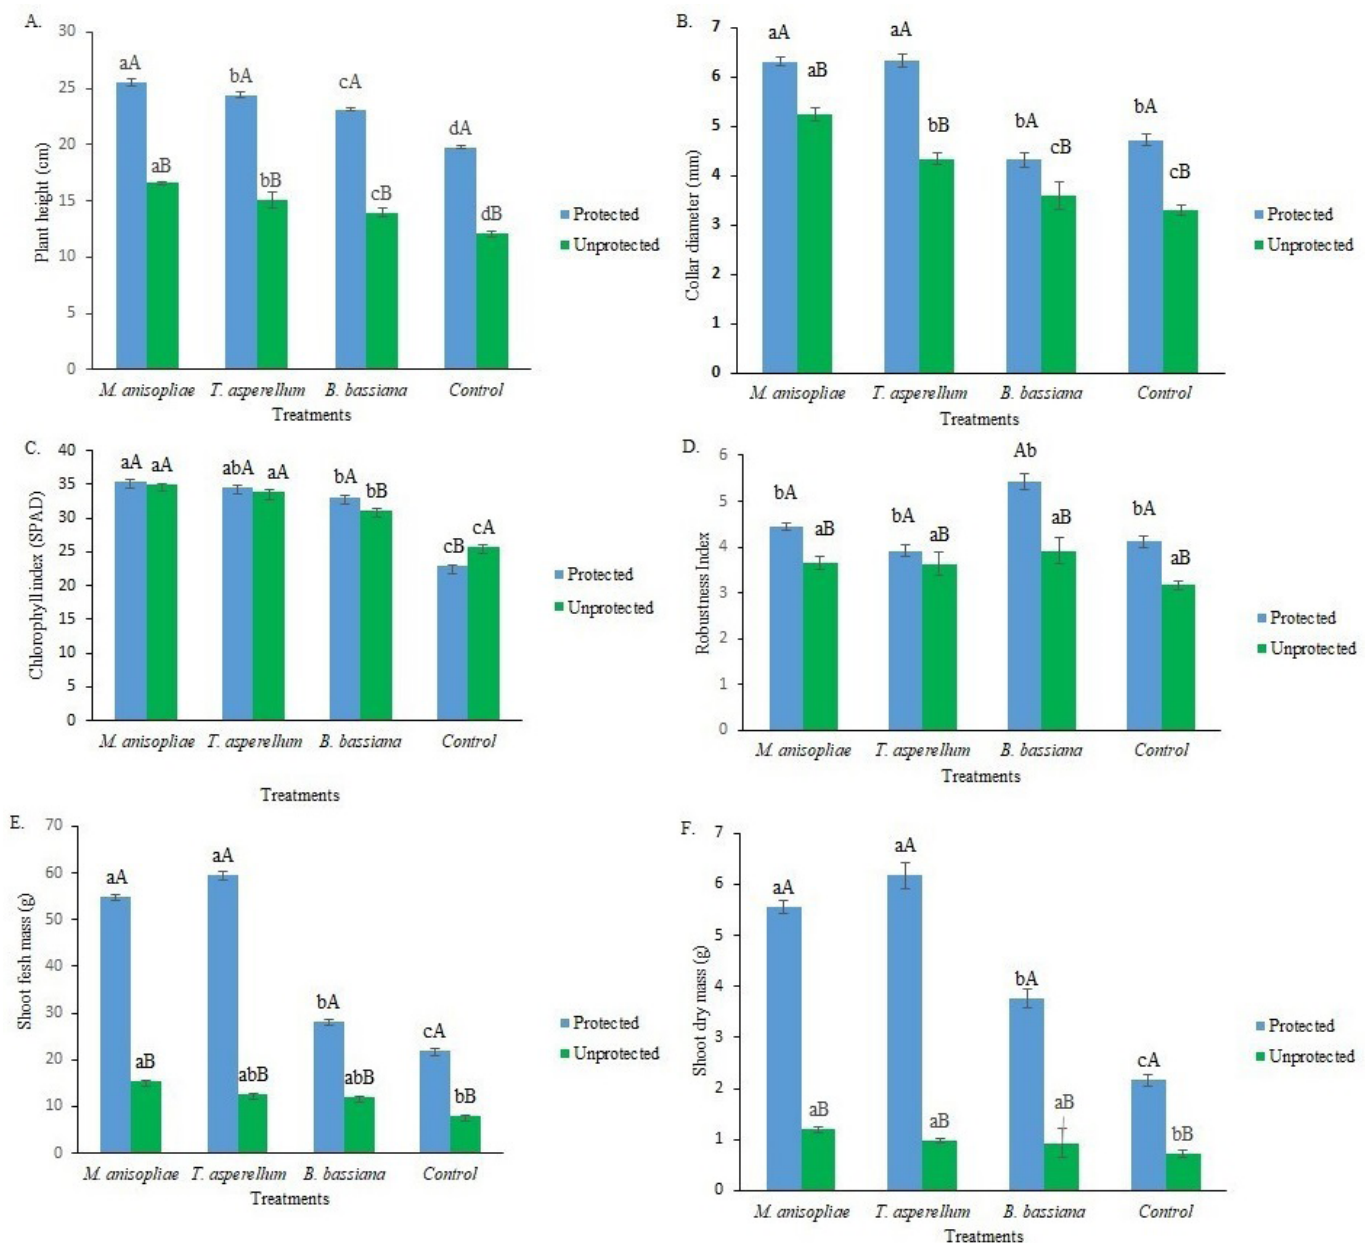 A.
Plant height (cm)
30
25
20
15
10
5
0
aA
aB
bA
bB
cA
cB
dA
dB
M. anisopliae T. asperellum B. bassiana Control
Treatments
Protected
Unprotected
B.
Collar diameter (mm)
7
6
5
4
3
2
1
0
aA
aB
aA
bB
bA
cB
bA
cB
M. anisopliae T. asperellum B. bassiana Control
Treatments
Protected
Unprotected
C.
Chlorophyll index (SPAD)
40
35
30
25
20
15
10
5
0
aA
aA
abA
aA
bA
bB
cB
cA
M. anisopliae T. asperellum B. bassiana Control
Treatments
Protected
Unprotected
D.
Robustness Index
6
5
4
3
2
1
0
bA
aB
bA
aB
Ab
aB
bA
aB
M. anisopliae T. asperellum B. bassiana Control
Treatments
Protected
Unprotected
E.
Shoot fesh mass (g)
70
60
50
40
30
20
10
0
aA
aB
aA
abB
bA
abB
cA
bB
M. anisopliae T. asperellum B. bassiana Control
Treatments
Protected
Unprotected
F.
Shoot dry mass (g)
7
6
5
4
3
2
1
0
aA
aB
aA
aB
bA
aB
cA
bB
M. anisopliae T. asperellum B. bassiana Control
Treatments
Protected
Unprotected